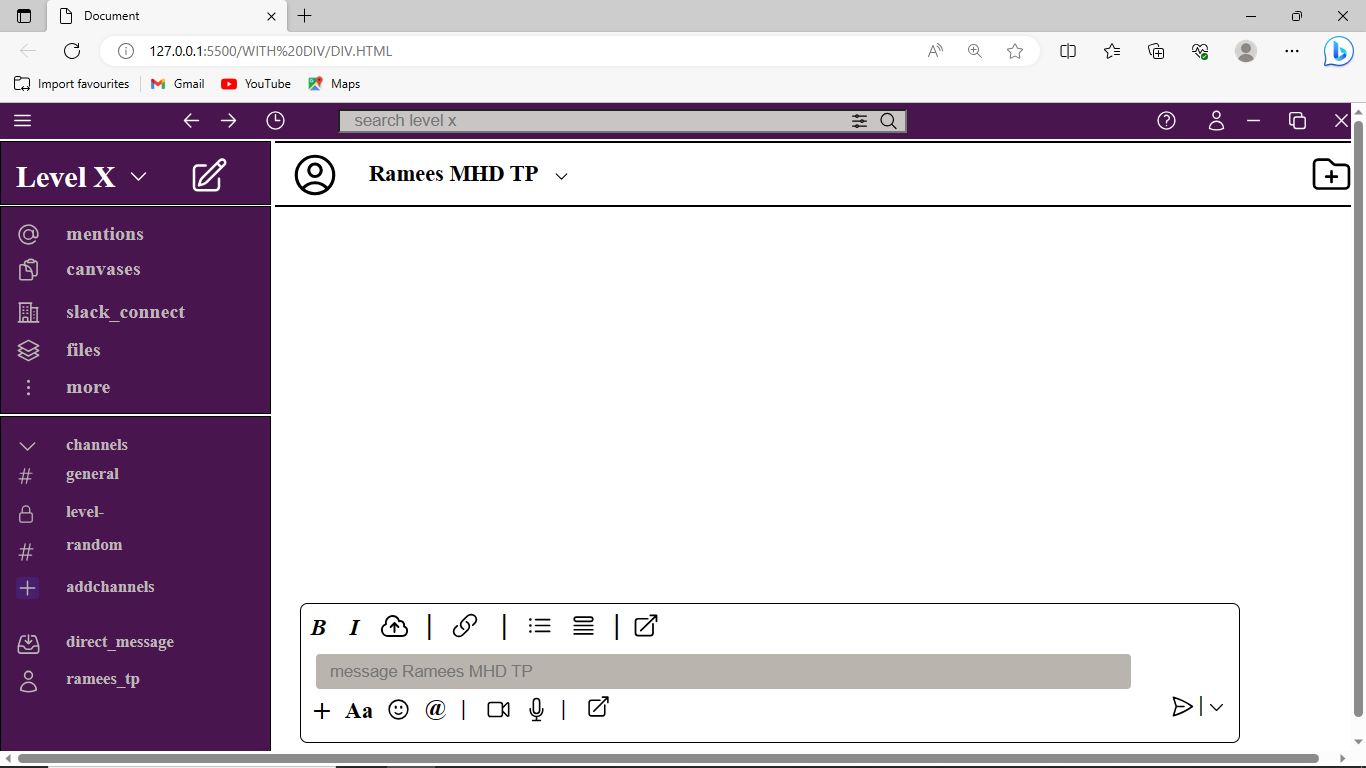 Document
127.0.0.1:5500/WITH%20DIV/DIV.HTML
Import favourites Gmail YouTube Maps
search level x
Level X
Ramees MHD TP
mentions
canvases
slack_connect
files
more
channels
# general
level-
# random
addchannels
direct_message
ramees_tp
B I
message Ramees MHD TP
+ Aa @